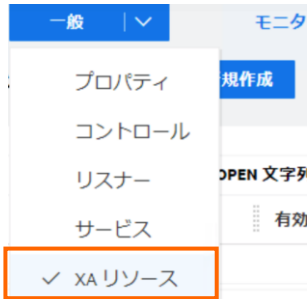 一般
モニタ
規作成
プロパティ
コントロール
OPEN 文字列
リスナー
有効
サービス
✓ XA リソース